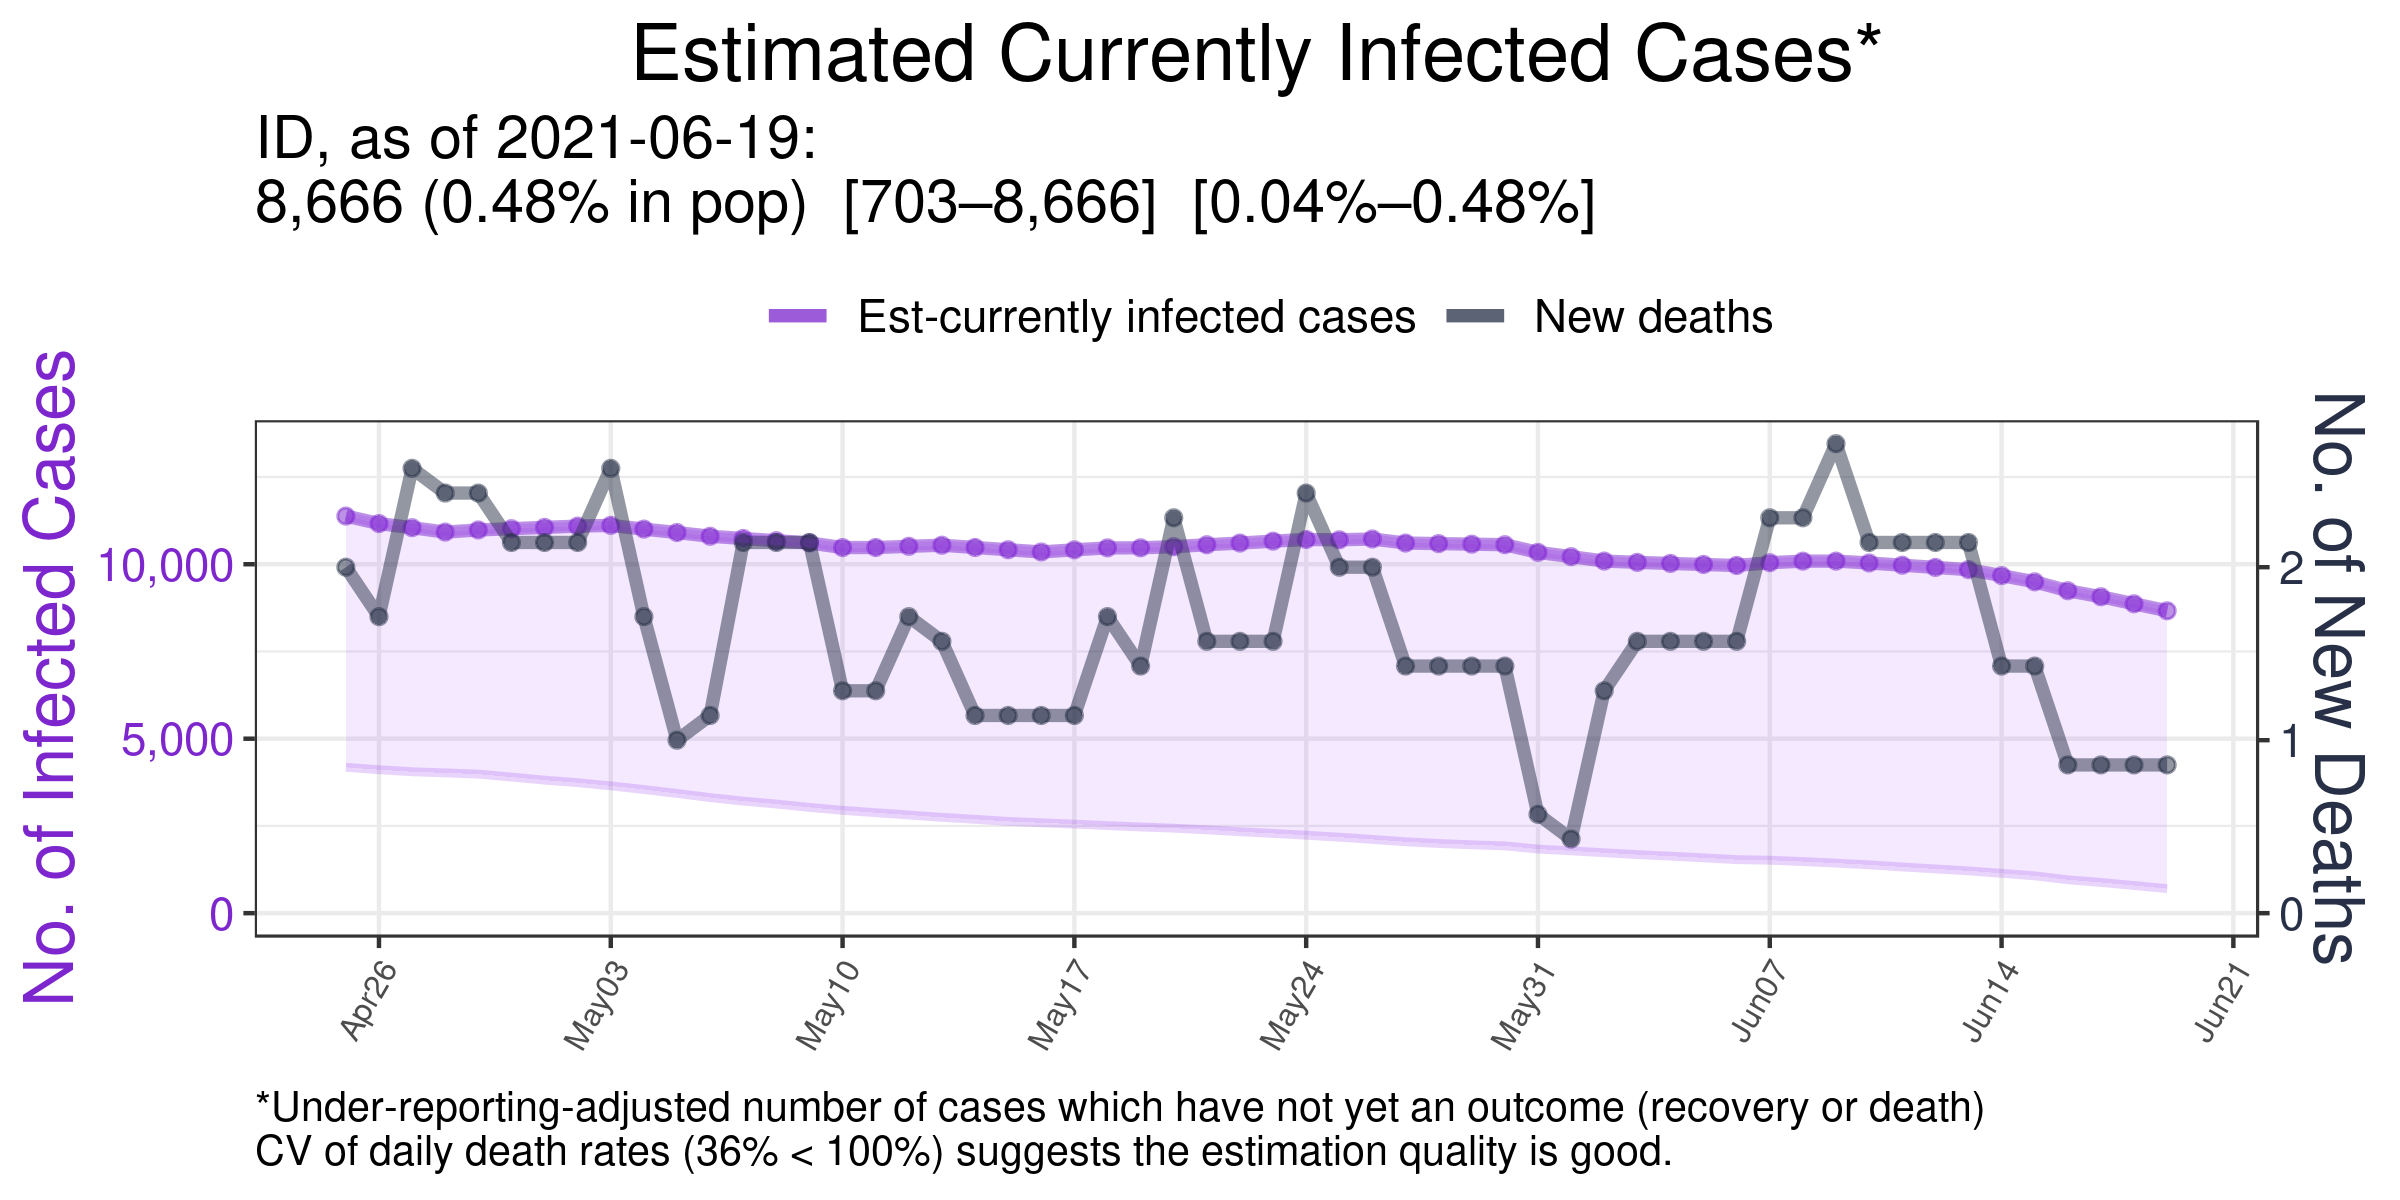 Estimated Currently Infected Cases*
ID, as of 2021-06-19:
8,666 (0.48% in pop)  [703–8,666]  [0.04%–0.48%]
Est-currently infected cases
New deaths
No. of Infected Cases
10,000
5,000
0
2
1
0
No. of New Deaths
Apr26
May03
May10
May17
May24
May31
Jun07
Jun14
Jun21
*Under-reporting-adjusted number of cases which have not yet an outcome (recovery or death)
CV of daily death rates (36% < 100%) suggests the estimation quality is good.